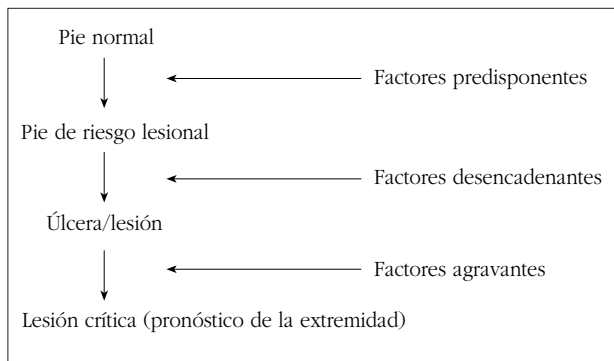 Pie normal
Factores predisponentes
Pie de riesgo lesional
Factores desencadenantes
Úlcera/lesión
Factores agravantes
Lesión crítica (pronóstico de la extremidad)